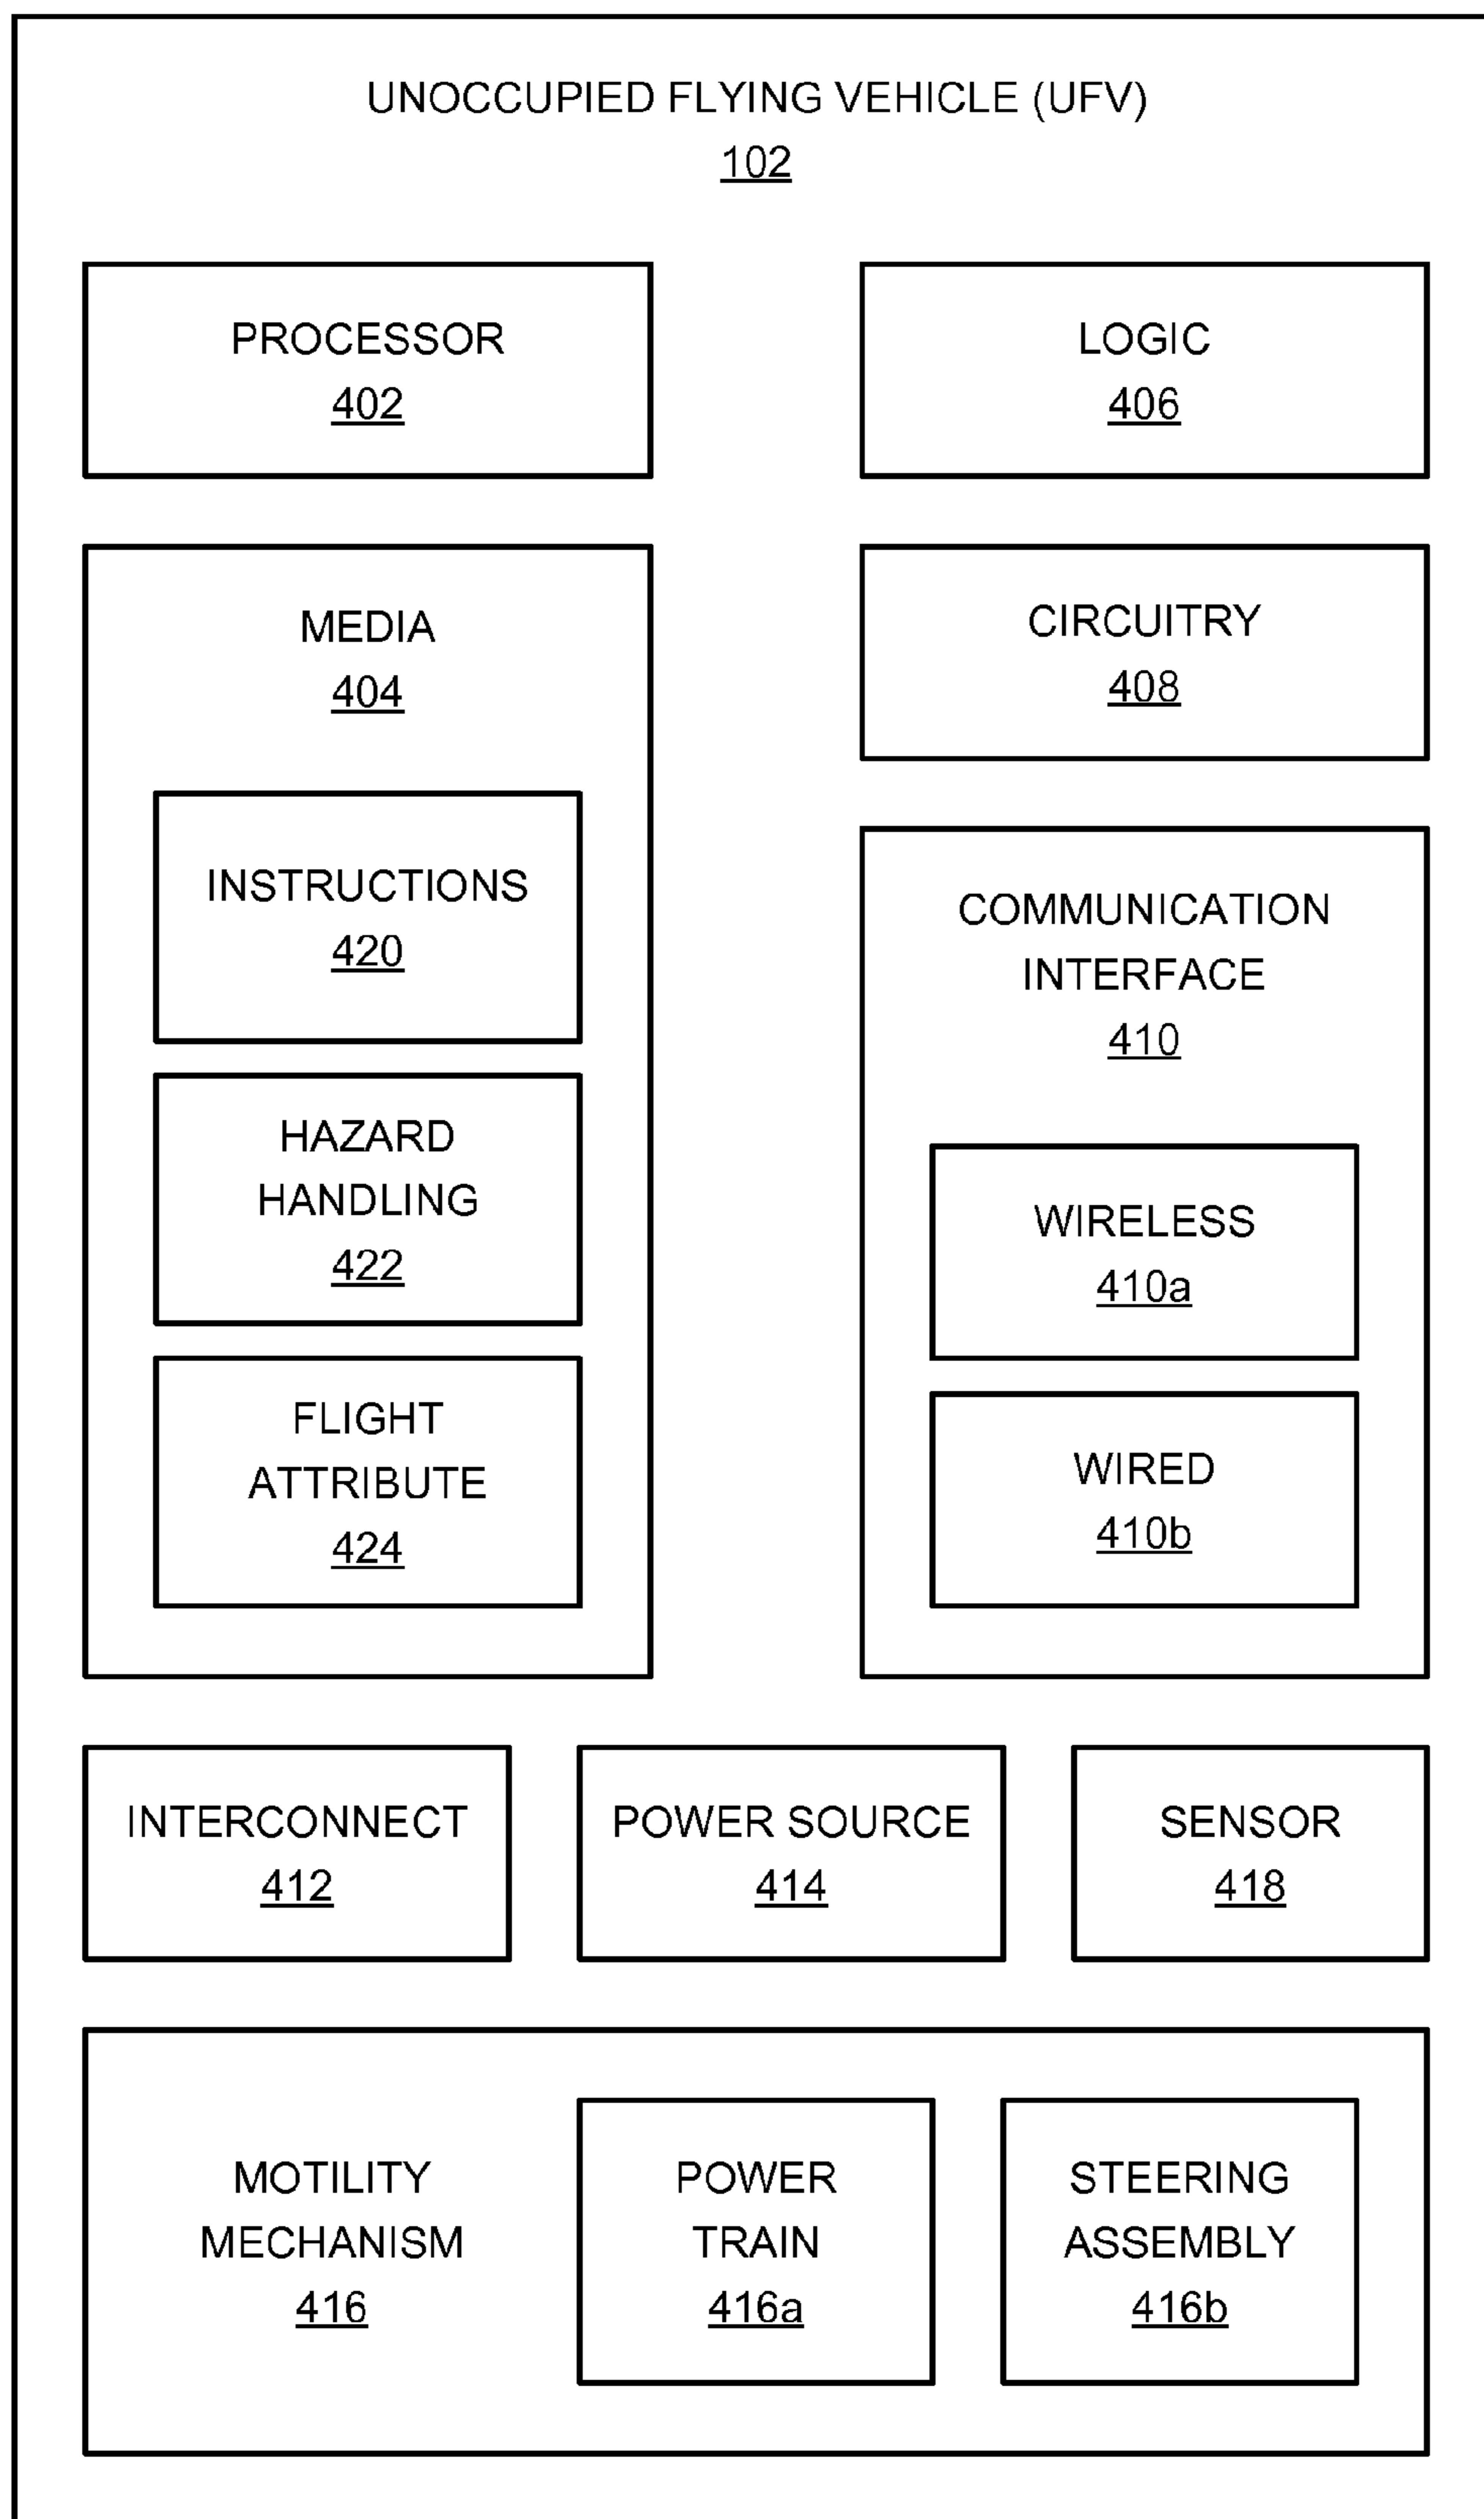 UNOCCUPIED FLYING VEHICLE (UFV)
102
PROCESSOR
402
LOGIC
406
MEDIA
404
INSTRUCTIONS
420
HAZARD
HANDLING
422
FLIGHT
ATTRIBUTE
424
CIRCUITRY
408
COMMUNICATION
INTERFACE
410
WIRELESS
410a
WIRED
410b
INTERCONNECT
412
POWER SOURCE
414
SENSOR
418
MOTILITY
MECHANISM
416
POWER
TRAIN
416a
STEERING
ASSEMBLY
416b